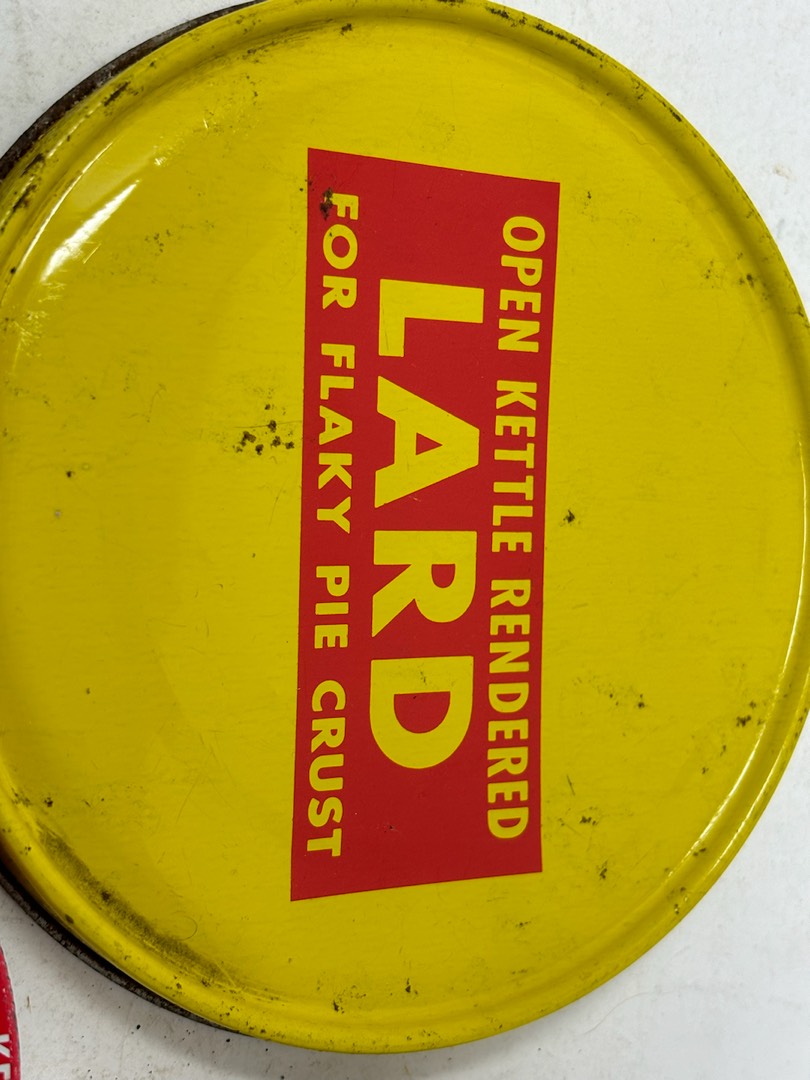 OPEN KETTLE RENDERED
LARD
FOR FLAKY PIE CRUST